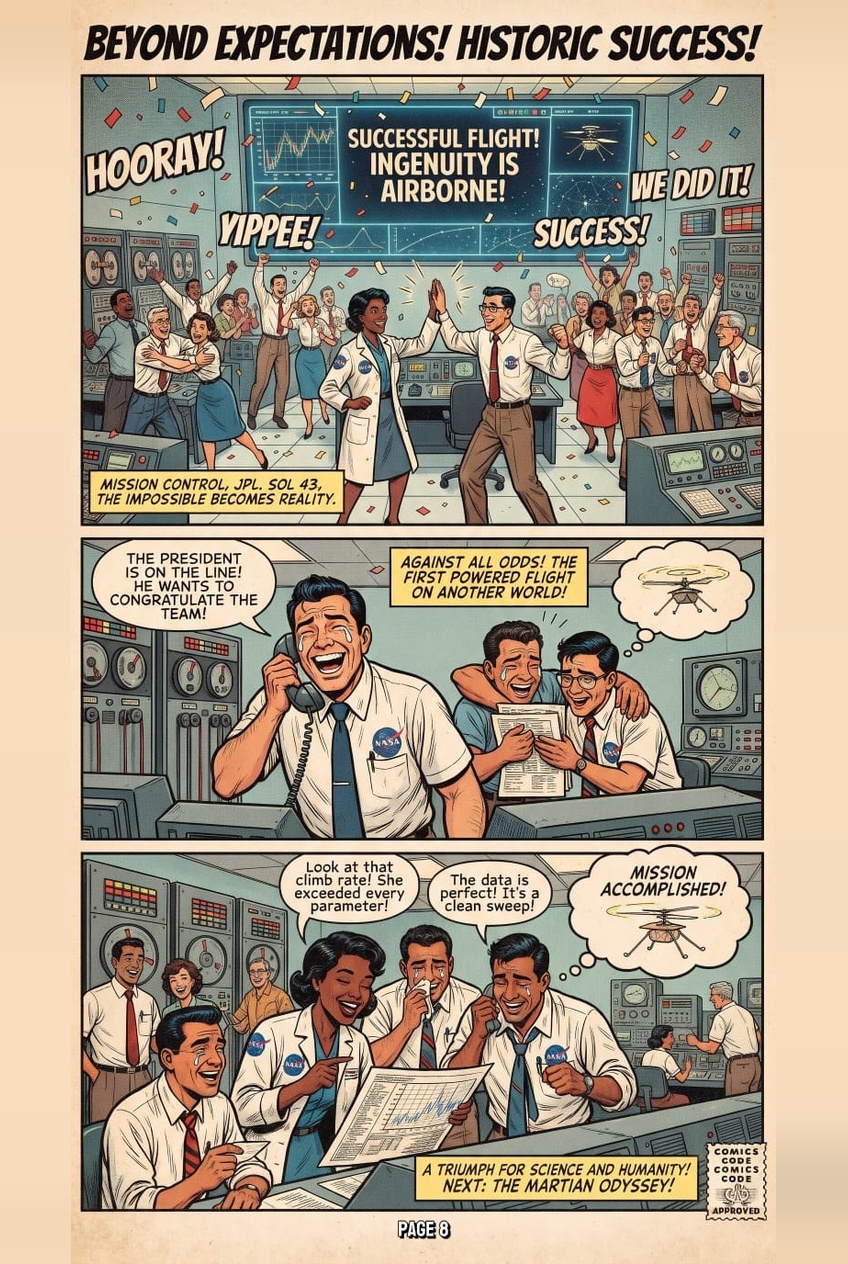 BEYOND EXPECTATIONS! HISTORIC SUCCESS!
HOORAY!
YIPPEE!
SUCCESSFUL FLIGHT!
INGENUITY IS
AIRBORNE!
WE DID IT!
SUCCESS!
MISSION CONTROL, JPL. SOL 43,
THE IMPOSSIBLE BECOMES REALITY.
THE PRESIDENT
IS ON THE LINE!
HE WANTS TO
CONGRATULATE THE
TEAM!
AGAINST ALL ODDS! THE
FIRST POWERED FLIGHT
ON ANOTHER WORLD!
NASA
Look at that
climb rate! She
exceeded every
parameter!
The data is
perfect! It's a
clean sweep!
MISSION
ACCOMPLISHED!
NASA
NASA
NASA
A TRIUMPH FOR SCIENCE AND HUMANITY!
NEXT: THE MARTIAN ODYSSEY!
COMICS
CODE
COMICS
CODE
APPROVED
PAGE 8